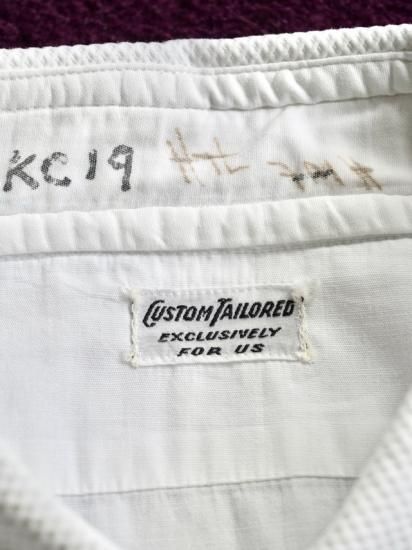 KC19
CUSTOM TAILORED
EXCLUSIVELY
FOR US